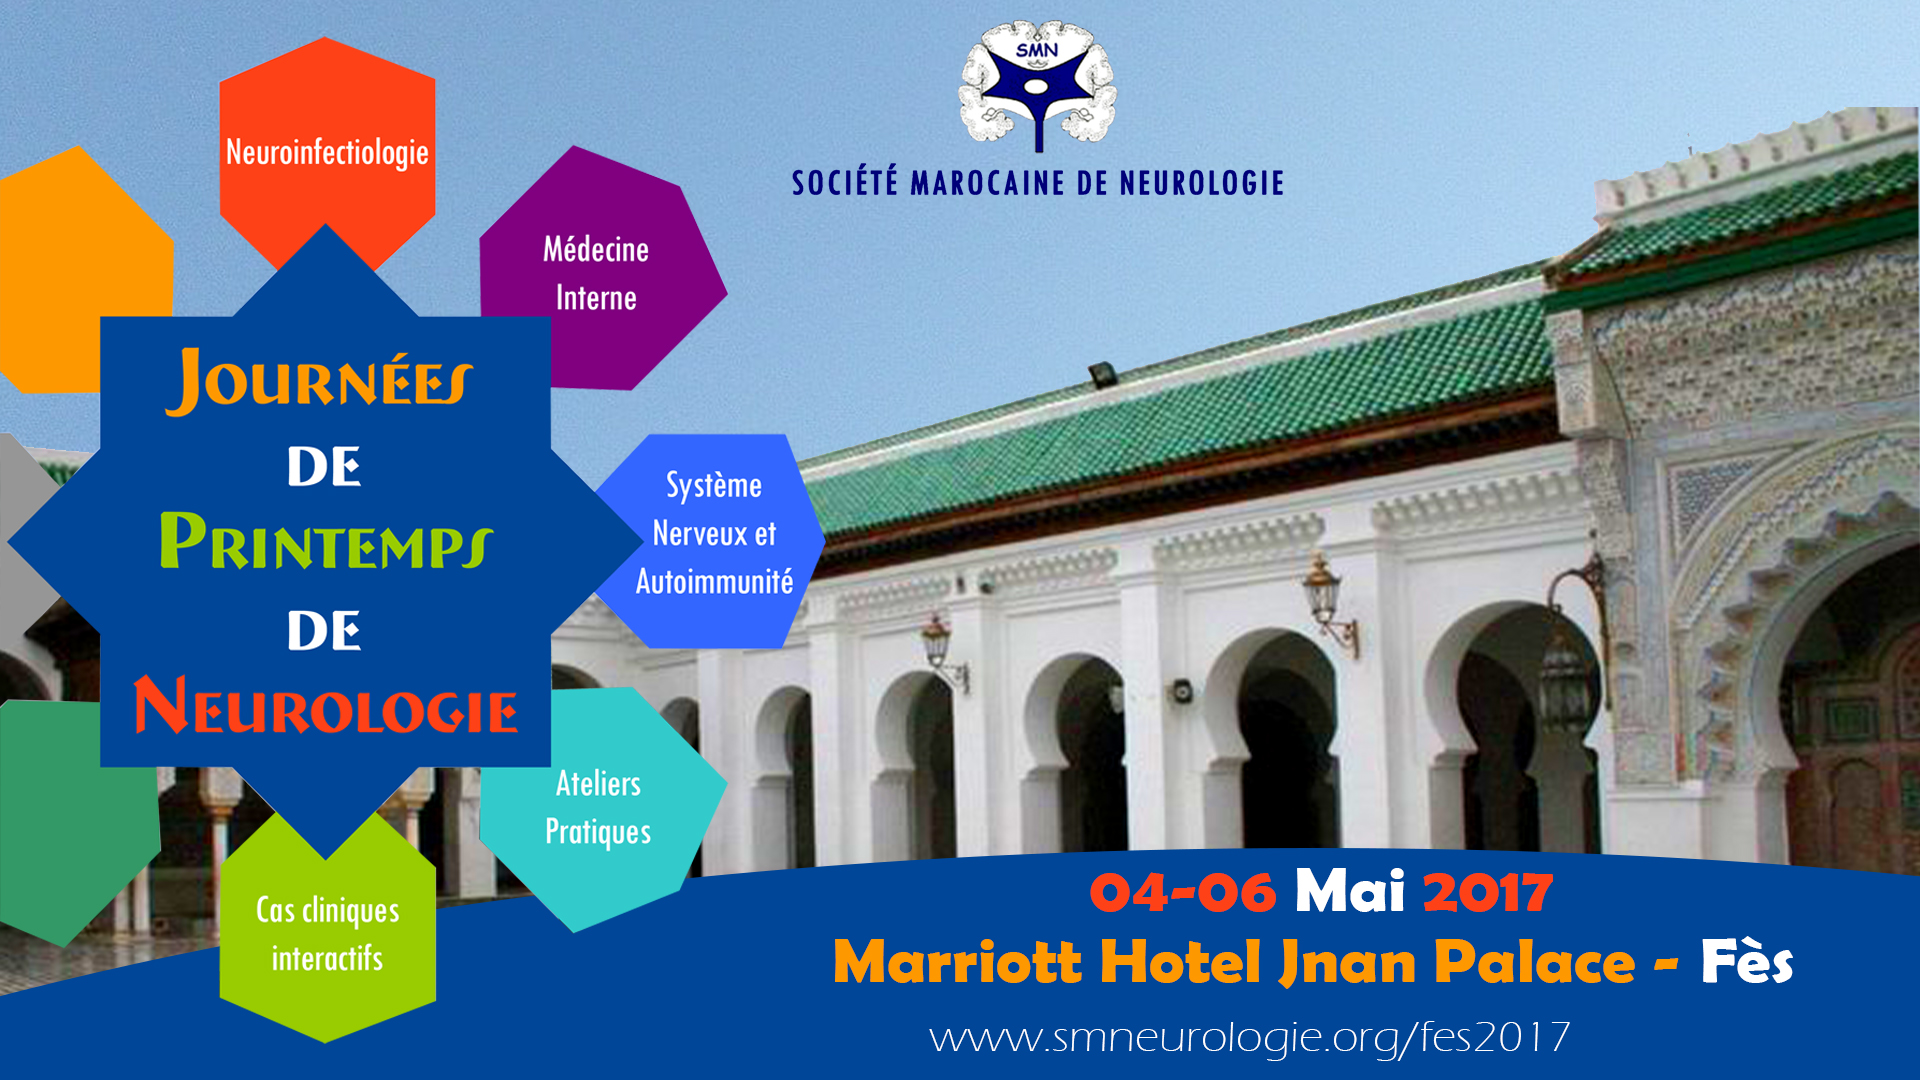 SMN
SOCIÉTÉ MAROCAINE DE NEUROLOGIE
Neuroinfectiologie
Médecine
Interne
Système
Nerveux et
Autoimmunité
Ateliers
Pratiques
Cas cliniques
interactifs
JOURNÉES
DE
PRINTEMPS
DE
NEUROLOGIE
04-06 Mai 2017
Marriott Hotel Jnan Palace - Fès
www.smneurologie.org/fes2017